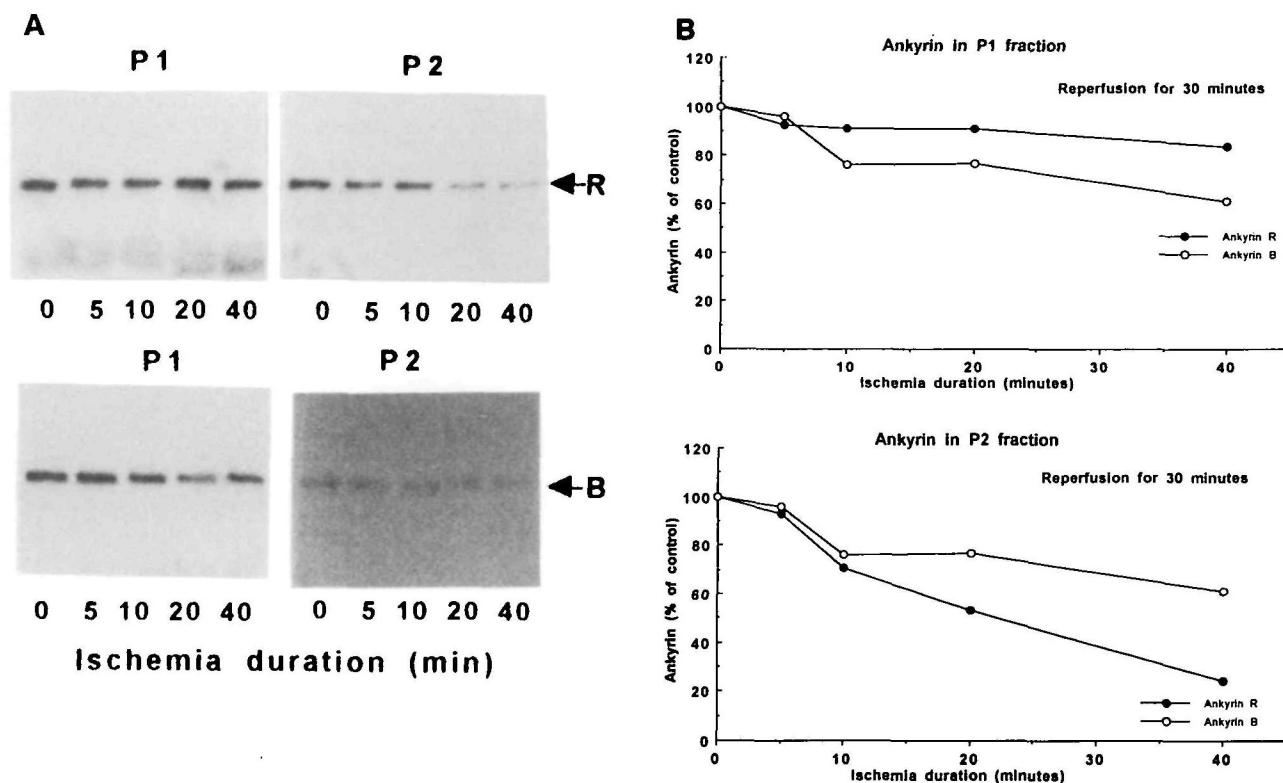 A
P1
P2
R
0 5 10 20 40
0 5 10 20 40
P1
P2
B
0 5 10 20 40
0 5 10 20 40
Ischemia duration (min)
B
Ankyrin in P1 fraction
Reperfusion for 30 minutes
Ankyrin (% of control)
120
100
80
60
40
20
0
Ankyrin R
Ankyrin B
0 10 20 30 40
Ischemia duration (minutes)
Ankyrin in P2 fraction
Reperfusion for 30 minutes
Ankyrin (% of control)
120
100
80
60
40
20
0
Ankyrin R
Ankyrin B
0 10 20 30 40
Ischemia duration (minutes)